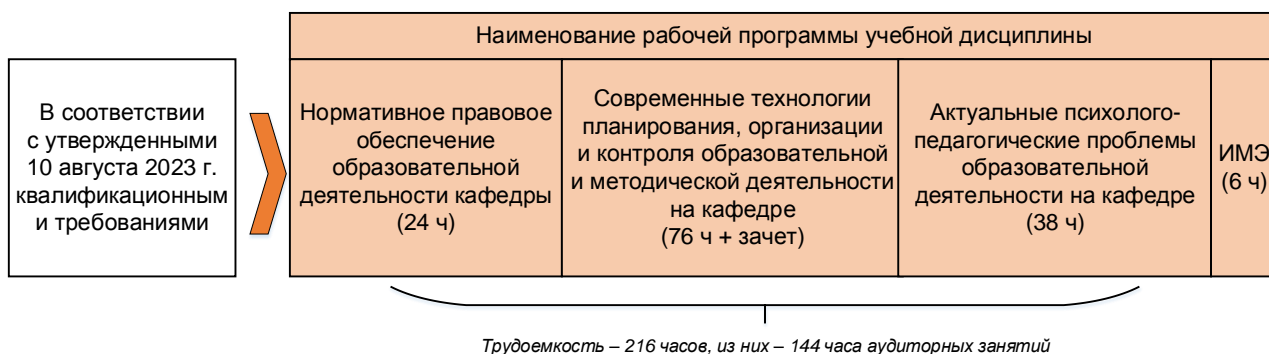 Наименование рабочей программы учебной дисциплины
В соответствии
с утвержденными
10 августа 2023 г.
квалификационным
и требованиями
Нормативное правовое
обеспечение
образовательной
деятельности кафедры
(24 ч)
Современные технологии
планирования, организации
и контроля образовательной
и методической деятельности
на кафедре
(76 ч + зачет)
Актуальные психолого-
педагогические проблемы
образовательной
деятельности на кафедре
(38 ч)
ИМЭ
(6 ч)
Трудоемкость – 216 часов, из них – 144 часа аудиторных занятий